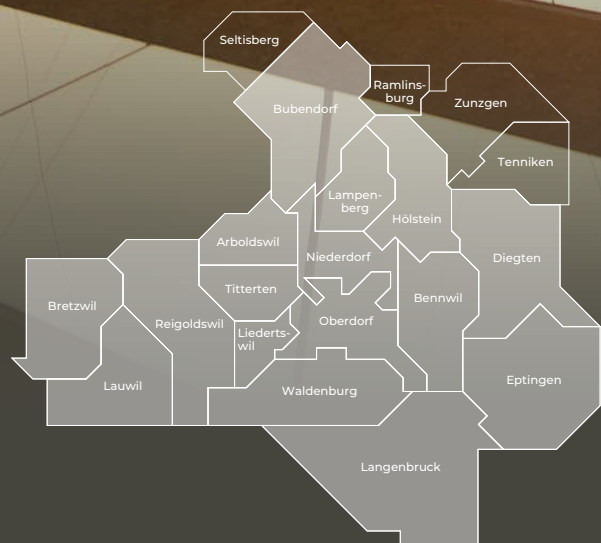 Seltisberg
Ramlins-
burg
Zunzgen
Bubendorf
Tenniken
Lampen-
berg
Hölstein
Arboldswil
Niederdorf
Diegten
Titterten
Bennwil
Bretzwil
Reigoldswil
Oberdorf
Liederts-
wil
Lauwil
Waldenburg
Eptingen
Langenbruck